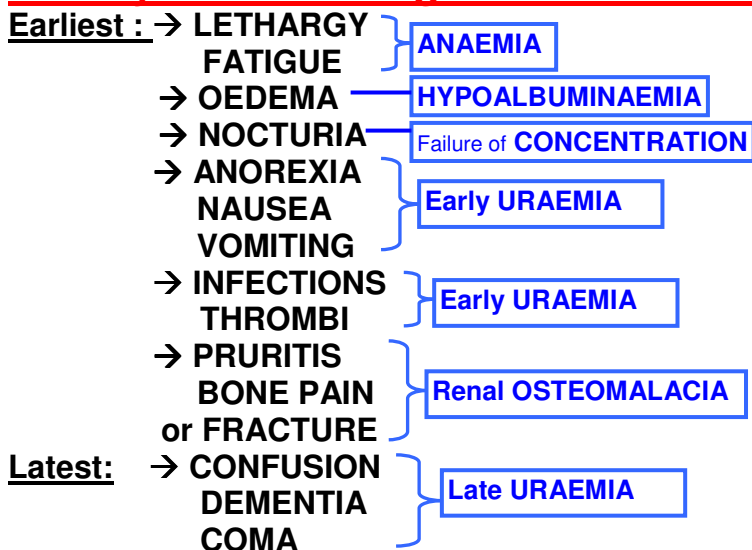 Earliest : → LETHARGY
FATIGUE
ANAEMIA
→ OEDEMA
HYPOALBUMINAEMIA
→ NOCTURIA
Failure of CONCENTRATION
→ ANOREXIA
NAUSEA
VOMITING
Early URAEMIA
→ INFECTIONS
THROMBI
Early URAEMIA
→ PRURITIS
BONE PAIN
or FRACTURE
Renal OSTEOMALACIA
Latest: → CONFUSION
DEMENTIA
COMA
Late URAEMIA